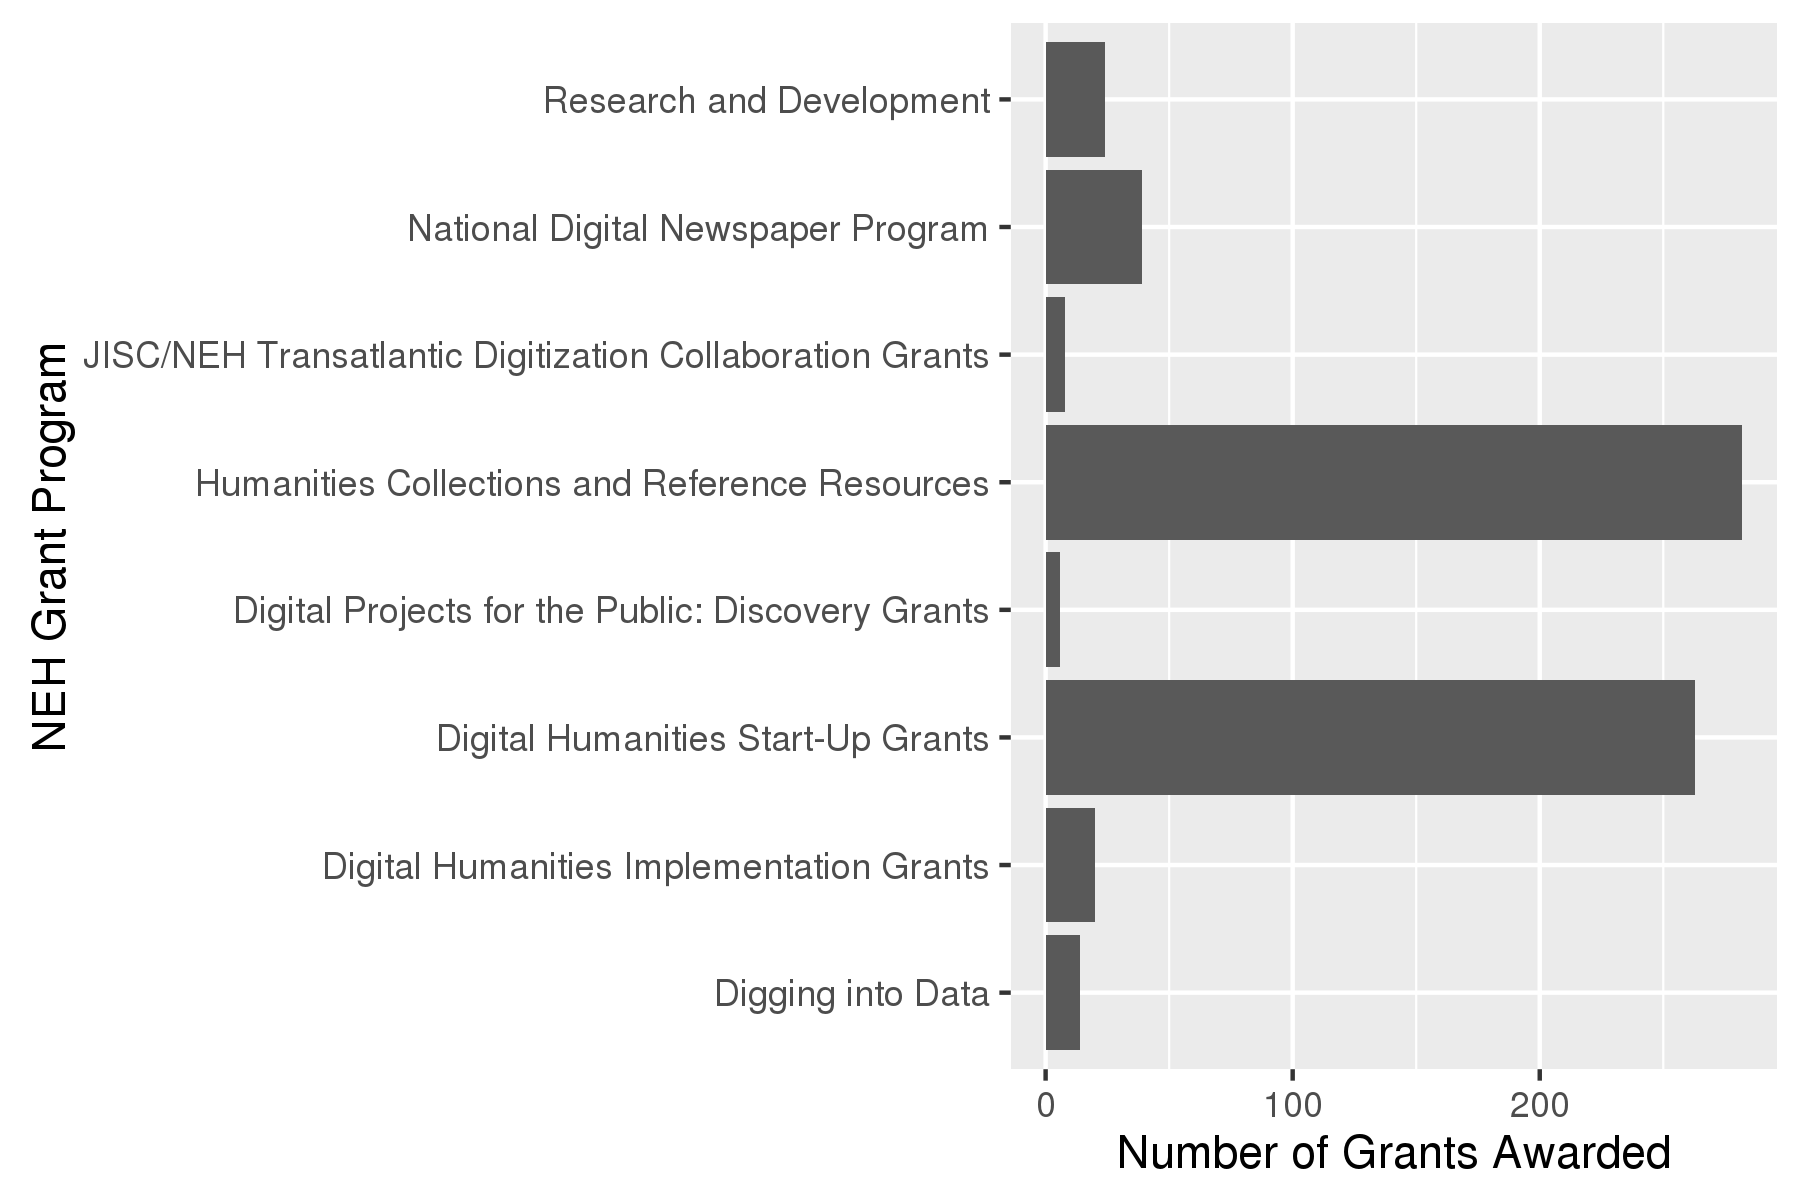 Research and Development
National Digital Newspaper Program
JISC/NEH Transatlantic Digitization Collaboration Grants
Humanities Collections and Reference Resources
Digital Projects for the Public: Discovery Grants
Digital Humanities Start-Up Grants
Digital Humanities Implementation Grants
Digging into Data
NEH Grant Program
0 100 200
Number of Grants Awarded